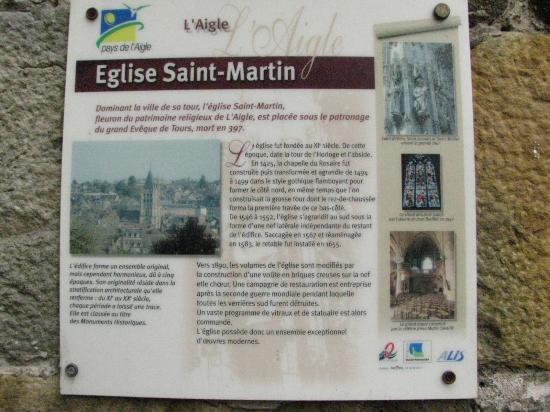 pays de l'Aigle
L'Aigle
L'Aigle
Eglise Saint-Martin
Dominant la ville de sa tour, l'église Saint-Martin,
fleuron du patrimoine religieux de L'Aigle, est placée sous le patronage
du grand Evêque de Tours, mort en 397.
L'église fut fondée au XIe siècle. De cette
époque, date la tour de l'Horloge et l'abside.
En 1425, la chapelle du Rosaire fut
construite puis transformée et agrandie de 1494
à 1499 dans le style gothique flamboyant pour
former le côté nord, en même temps que l'on
construisait la grosse tour dont le rez-de-chaussée
forma la première travée de ce bas-côté.
De 1546 à 1552, l'église s'agrandit au sud sous la
forme d'une nef latérale indépendante du restant
de l'édifice. Saccagée en 1567 et réaménagée
en 1583, le retable fut installé en 1655.
Vers 1890, les volumes de l'église sont modifiés par
la construction d'une voûte en briques creuses sur la nef
et le chœur. Une campagne de restauration est entreprise
après la seconde guerre mondiale pendant laquelle
toutes les verrières sud furent détruites.
Un vaste programme de vitraux et de statuaire est alors
commandé.
L'église possède donc un ensemble exceptionnel
d'œuvres modernes.
L'édifice forme un ensemble original,
mais cependant harmonieux, dû à cinq
époques. Son originalité réside dans la
stratification architecturale qu'elle
renferme : du XIe au XXe siècle,
chaque période a laissé une trace.
Elle est classée au titre
des Monuments Historiques.
ALIS